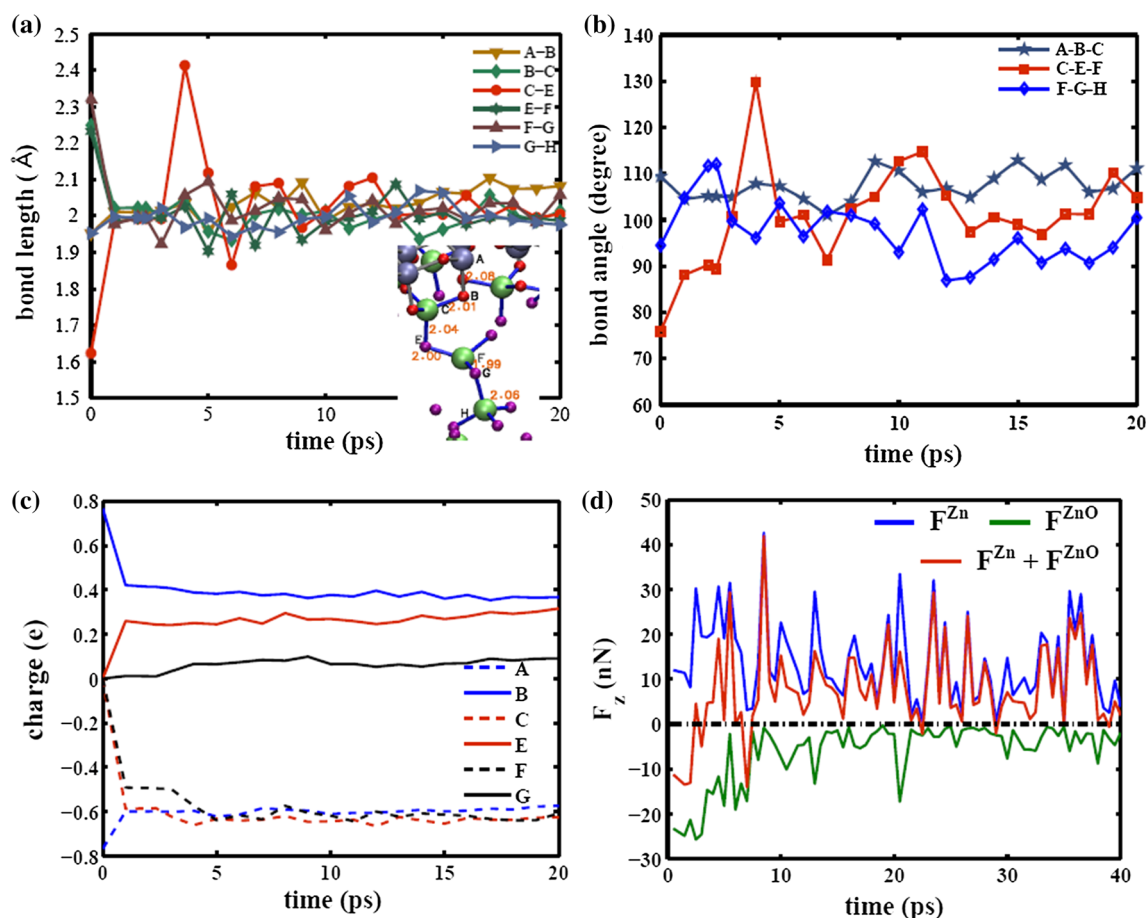 (a)
2.5
2.4
2.3
2.2
2.1
2
1.9
1.8
1.7
1.6
1.5
bond length (Å)
A−B
B−C
C−E
E−F
F−G
G−H
A
2.08
B
C
2.01
2.04
E
2.00
F
1.99
G
2.06
H
0
5
10
15
20
time (ps)
(b)
140
130
120
110
100
90
80
70
60
bond angle (degree)
A-B-C
C-E-F
F-G-H
0
5
10
15
20
time (ps)
(c)
0.8
0.6
0.4
0.2
0
−0.2
−0.4
−0.6
−0.8
charge (e)
A
B
C
E
F
G
0
5
10
15
20
time (ps)
(d)
50
40
30
20
10
0
−10
−20
−30
F_z (nN)
F^Zn F^ZnO
F^Zn + F^ZnO
0
10
20
30
40
time (ps)